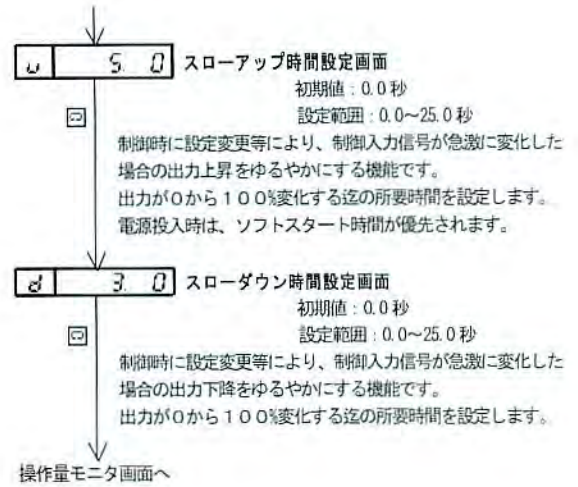 u 5. 0 スローアップ時間設定画面
初期値：0.0秒
設定範囲：0.0～25.0秒
制御時に設定変更等により、制御入力信号が急激に変化した
場合の出力上昇をゆるやかにする機能です。
出力が０から１００%変化する迄の所要時間を設定します。
電源投入時は、ソフトスタート時間が優先されます。
d 3. 0 スローダウン時間設定画面
初期値：0.0秒
設定範囲：0.0～25.0秒
制御時に設定変更等により、制御入力信号が急激に変化した
場合の出力下降をゆるやかにする機能です。
出力が０から１００%変化する迄の所要時間を設定します。
操作量モニタ画面へ